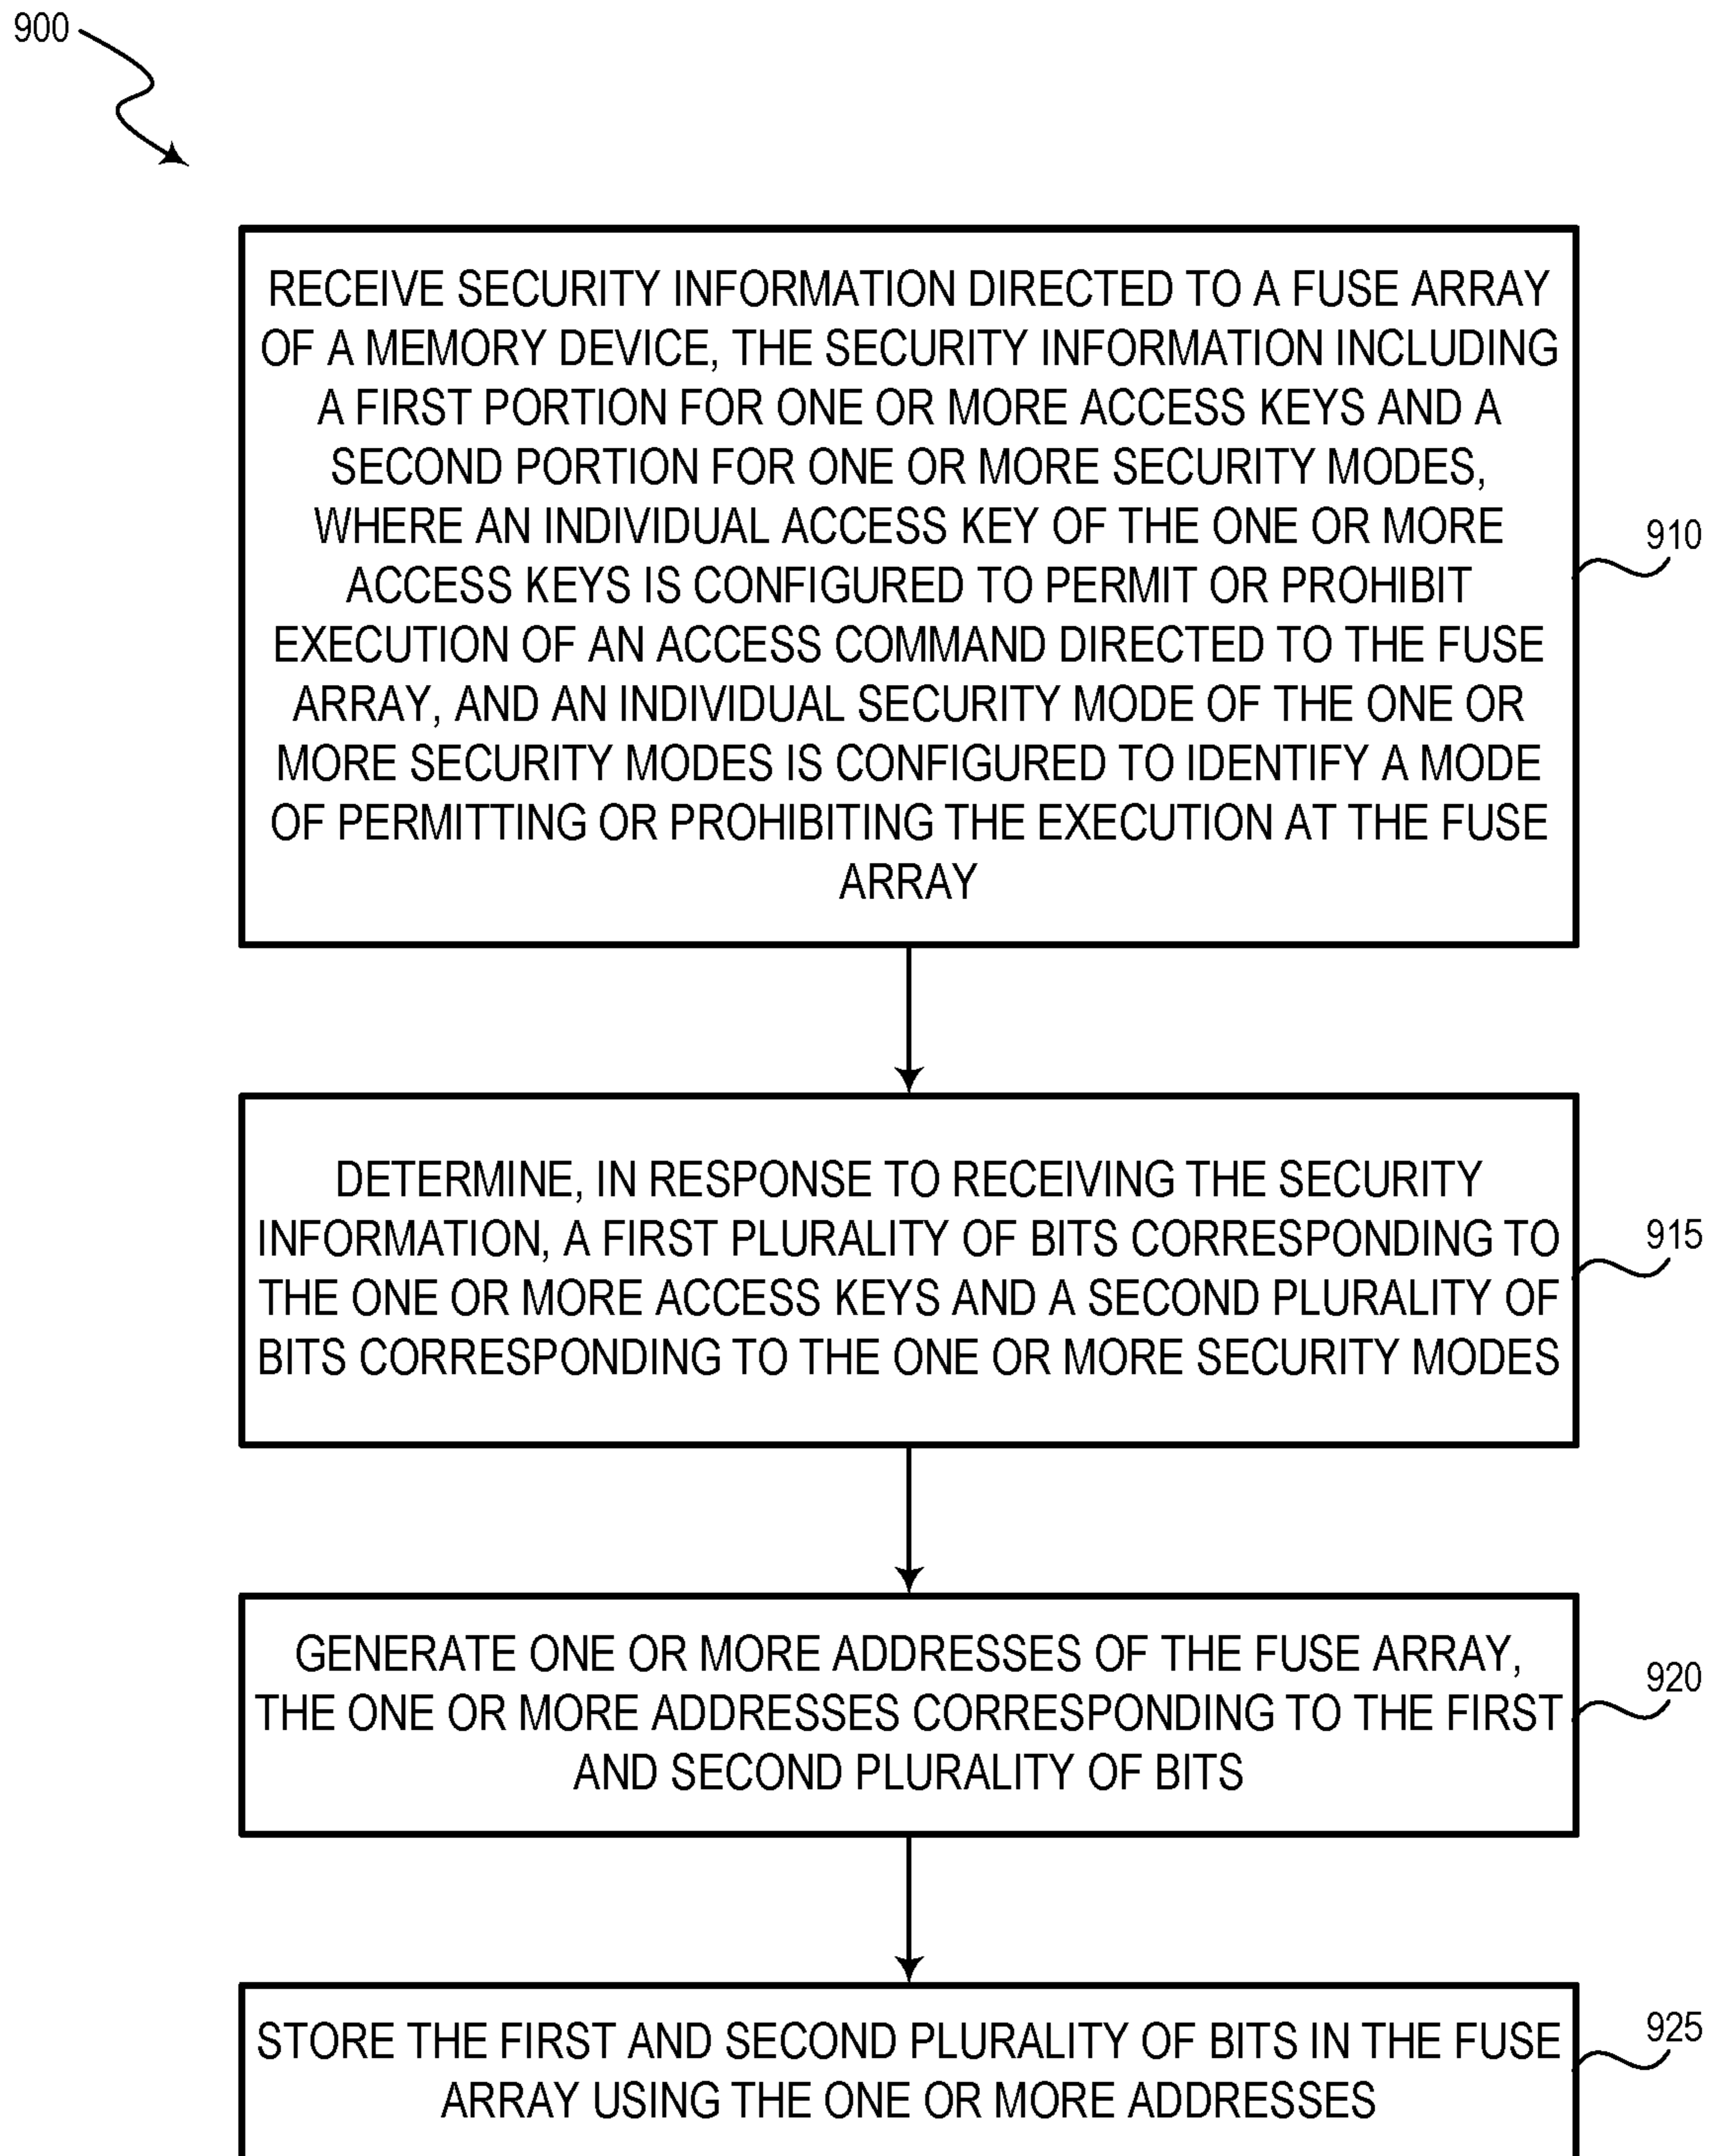 900
RECEIVE SECURITY INFORMATION DIRECTED TO A FUSE ARRAY
OF A MEMORY DEVICE, THE SECURITY INFORMATION INCLUDING
A FIRST PORTION FOR ONE OR MORE ACCESS KEYS AND A
SECOND PORTION FOR ONE OR MORE SECURITY MODES,
WHERE AN INDIVIDUAL ACCESS KEY OF THE ONE OR MORE
ACCESS KEYS IS CONFIGURED TO PERMIT OR PROHIBIT
EXECUTION OF AN ACCESS COMMAND DIRECTED TO THE FUSE
ARRAY, AND AN INDIVIDUAL SECURITY MODE OF THE ONE OR
MORE SECURITY MODES IS CONFIGURED TO IDENTIFY A MODE
OF PERMITTING OR PROHIBITING THE EXECUTION AT THE FUSE
ARRAY
910
DETERMINE, IN RESPONSE TO RECEIVING THE SECURITY
INFORMATION, A FIRST PLURALITY OF BITS CORRESPONDING TO
THE ONE OR MORE ACCESS KEYS AND A SECOND PLURALITY OF
BITS CORRESPONDING TO THE ONE OR MORE SECURITY MODES
915
GENERATE ONE OR MORE ADDRESSES OF THE FUSE ARRAY,
THE ONE OR MORE ADDRESSES CORRESPONDING TO THE FIRST
AND SECOND PLURALITY OF BITS
920
STORE THE FIRST AND SECOND PLURALITY OF BITS IN THE FUSE
ARRAY USING THE ONE OR MORE ADDRESSES
925